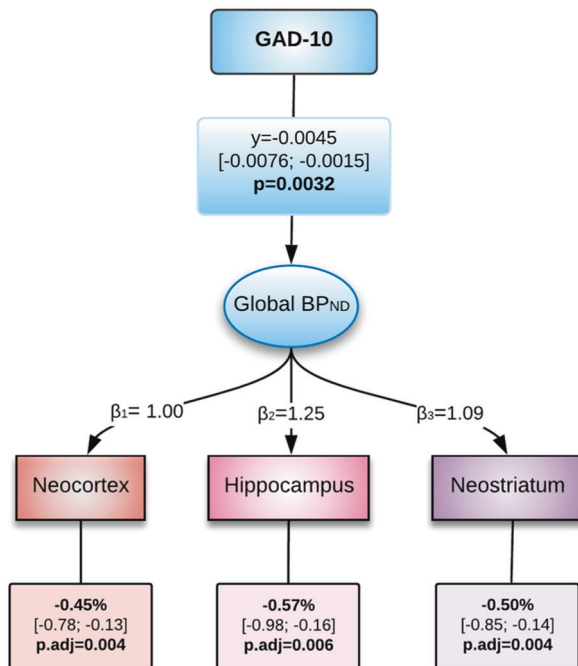 GAD-10
y=-0.0045
[-0.0076; -0.0015]
p=0.0032
Global BPND
β1= 1.00
β2=1.25
β3=1.09
Neocortex
Hippocampus
Neostriatum
-0.45%
[-0.78; -0.13]
p.adj=0.004
-0.57%
[-0.98; -0.16]
p.adj=0.006
-0.50%
[-0.85; -0.14]
p.adj=0.004